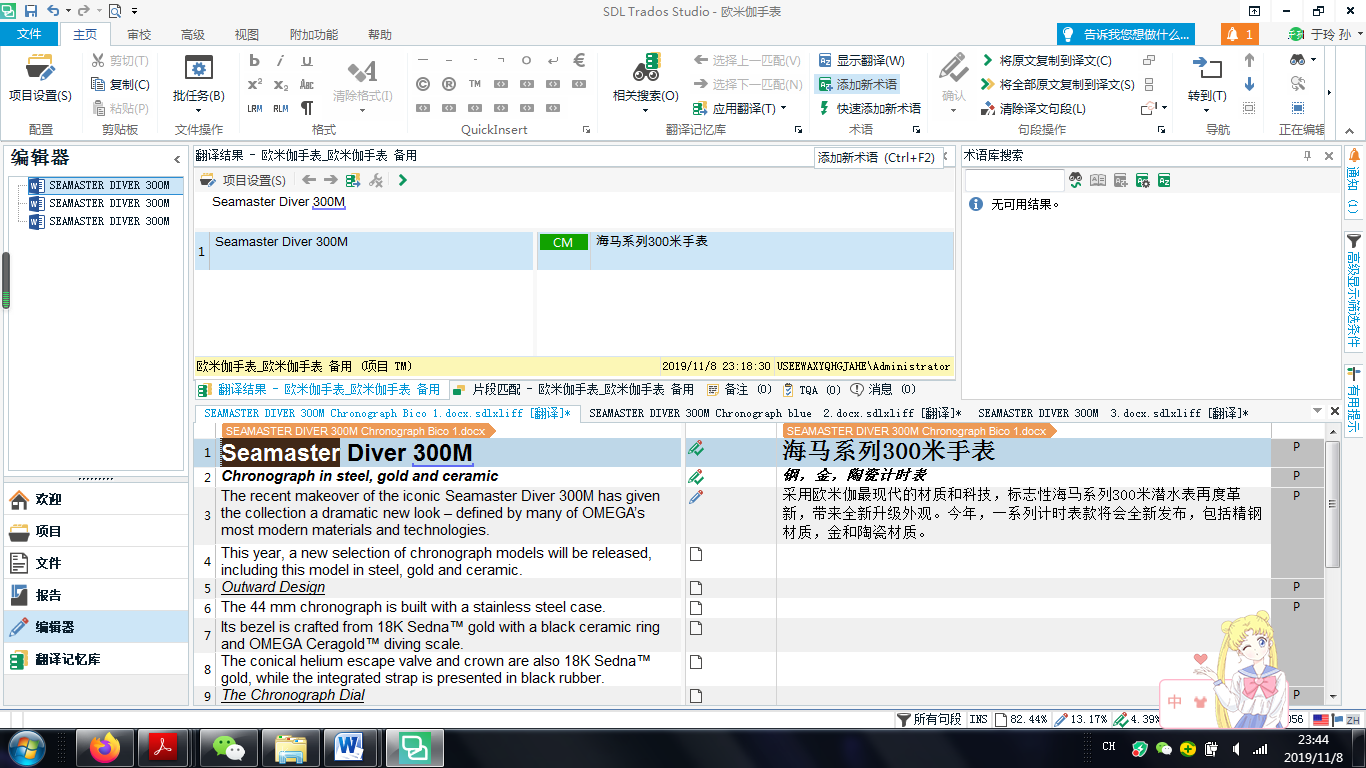 SDL Trados Studio - 欧米伽手表
文件 主页 审校 高级 视图 附加功能 帮助
告诉我您想做什么...
1
于玲 孙
项目设置(S)
配置
剪切(T)
复制(C)
粘贴(P)
剪贴板
批任务(B)
文件操作
清除格式(I)
格式
QuickInsert
相关搜索(O)
选择上一匹配(V)
选择下一匹配(N)
应用翻译(T)
翻译记忆库
显示翻译(W)
添加新术语
快速添加新术语
术语
确认
将原文复制到译文(C)
将全部原文复制到译文(S)
清除译文句段(L)
句段操作
转到(T)
导航
正在编辑
编辑器
SEAMASTER DIVER 300M
SEAMASTER DIVER 300M
SEAMASTER DIVER 300M
欢迎
项目
文件
报告
编辑器
翻译记忆库
翻译结果 - 欧米伽手表_欧米伽手表 备用
添加新术语 (Ctrl+F2)
项目设置(S)
Seamaster Diver 300M
1 Seamaster Diver 300M CM 海马系列300米手表
欧米伽手表_欧米伽手表 备用 (项目 TM) 2019/11/8 23:18:30 USEEWAXYQHGJAHE\Administrator
翻译结果 - 欧米伽手表_欧米伽手表 备用 片段匹配 - 欧米伽手表_欧米伽手表 备用 备注 (0) TQA (0) 消息 (0)
术语库搜索
无可用结果。
通知 (1)
高级显示筛选条件
有用提示
SEAMASTER DIVER 300M Chronograph Bico 1.docx.sdlxliff [翻译]* SEAMASTER DIVER 300M Chronograph blue 2.docx.sdlxliff [翻译]* SEAMASTER DIVER 300M 3.docx.sdlxliff [翻译]*
SEAMASTER DIVER 300M Chronograph Bico 1.docx SEAMASTER DIVER 300M Chronograph Bico 1.docx
1 Seamaster Diver 300M 海马系列300米手表 P
2 Chronograph in steel, gold and ceramic 钢，金，陶瓷计时表 P
3 The recent makeover of the iconic Seamaster Diver 300M has given
the collection a dramatic new look – defined by many of OMEGA's
most modern materials and technologies.
采用欧米伽最现代的材质和科技，标志性海马系列300米潜水表再度革
新，带来全新升级外观。今年，一系列计时表款将会全新发布，包括精钢
材质，金和陶瓷材质。
P
4 This year, a new selection of chronograph models will be released,
including this model in steel, gold and ceramic.
5 Outward Design P
6 The 44 mm chronograph is built with a stainless steel case. P
7 Its bezel is crafted from 18K Sedna™ gold with a black ceramic ring
and OMEGA Ceragold™ diving scale.
8 The conical helium escape valve and crown are also 18K Sedna™
gold, while the integrated strap is presented in black rubber.
9 The Chronograph Dial P
中
所有句段 INS 82.44% 13.17% 4.39% ZH
CH
23:44
2019/11/8